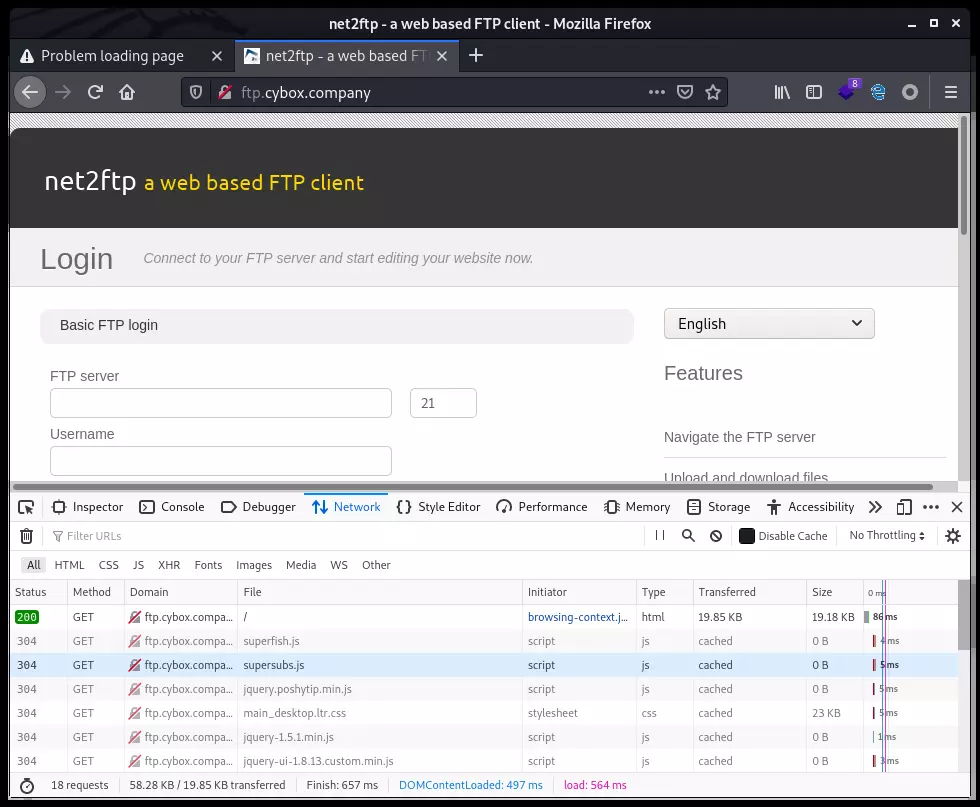 net2ftp - a web based FTP client - Mozilla Firefox
Problem loading page
net2ftp - a web based FT
ftp.cybox.company
8
net2ftp a web based FTP client
Login Connect to your FTP server and start editing your website now.
Basic FTP login
English
FTP server
21
Username
Features
Navigate the FTP server
Upload and download files
Inspector Console Debugger Network Style Editor Performance Memory Storage Accessibility
Filter URLs Disable Cache No Throttling
All HTML CSS JS XHR Fonts Images Media WS Other
Status Method Domain File Initiator Type Transferred Size 0 ms
200 GET ftp.cybox.compa... / browsing-context.j... html 19.85 KB 19.18 KB 86 ms
304 GET ftp.cybox.compa... superfish.js script js cached 0 B 4 ms
304 GET ftp.cybox.compa... supersubs.js script js cached 0 B 5 ms
304 GET ftp.cybox.compa... jquery.poshytip.min.js script js cached 0 B 5 ms
304 GET ftp.cybox.compa... main_desktop.ltr.css stylesheet css cached 23 KB 5 ms
304 GET ftp.cybox.compa... jquery-1.5.1.min.js script js cached 0 B 1 ms
304 GET ftp.cybox.compa... jquery-ui-1.8.13.custom.min.js script js cached 0 B 3 ms
18 requests 58.28 KB / 19.85 KB transferred Finish: 657 ms DOMContentLoaded: 497 ms load: 564 ms